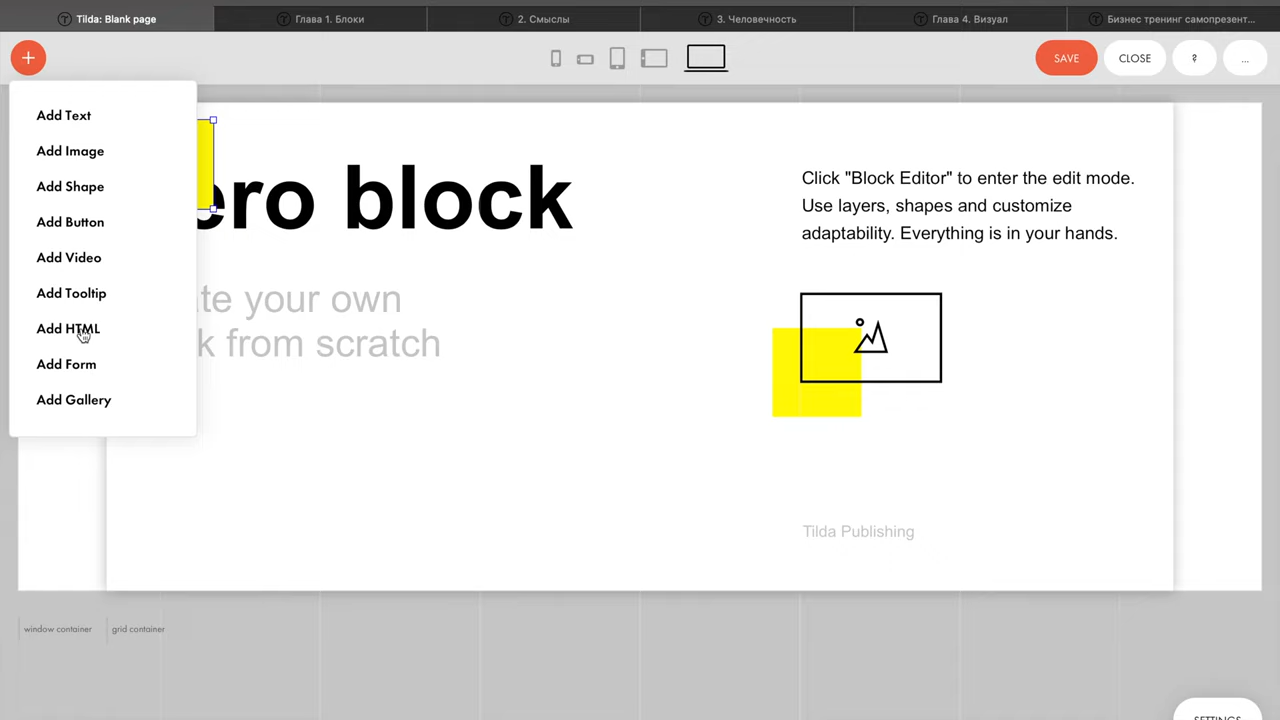 Tilda: Blank page
Глава 1. Блоки
2. Смыслы
3. Человечность
Глава 4. Визуал
Бизнес тренинг самопрезент...
SAVE
CLOSE
?
...
Add Text
Add Image
Add Shape
Add Button
Add Video
Add Tooltip
Add HTML
Add Form
Add Gallery
ero block
ate your own
k from scratch
Click "Block Editor" to enter the edit mode.
Use layers, shapes and customize
adaptability. Everything is in your hands.
Tilda Publishing
window container
grid container
SETTINGS